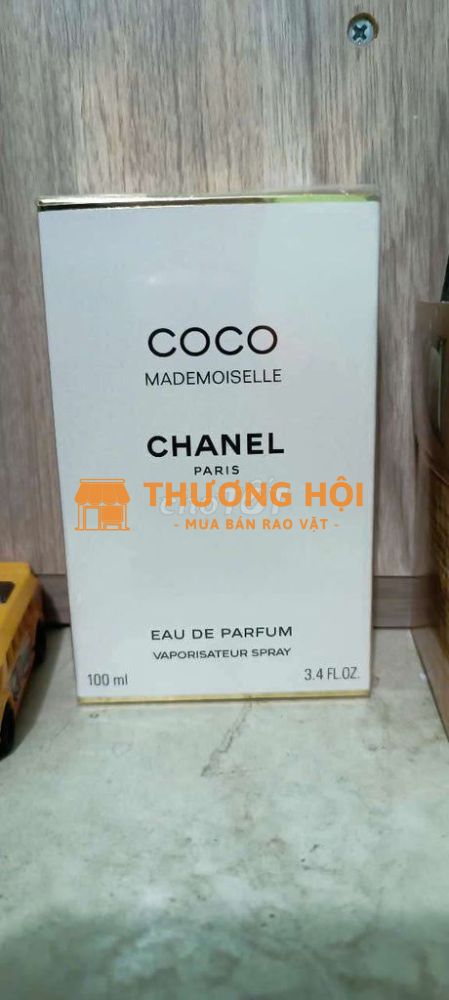 COCO
MADEMOISELLE
CHANEL
PARIS
THƯƠNG HỘI
- MUA BÁN RAO VẶT -
EAU DE PARFUM
VAPORISATEUR SPRAY
100 ml
3.4 FL.OZ.